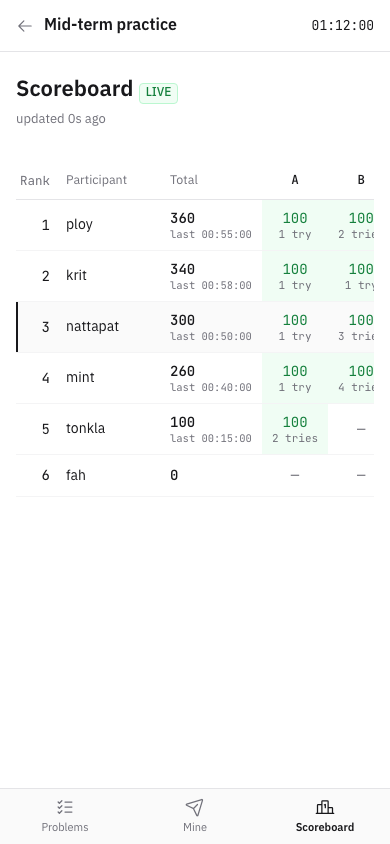 Mid-term practice 01:12:00
Scoreboard LIVE
updated 0s ago
Rank Participant Total A B
1 ploy 360 100 100
last 00:55:00 1 try 2
2 krit 340 100 100
last 00:58:00 1 try 1
3 nattapat 300 100 100
last 00:50:00 1 try 3
4 mint 260 100 100
last 00:40:00 1 try 4
5 tonkla 100 100 —
last 00:15:00 2 tries
6 fah 0 — —
Problems Mine Scoreboard